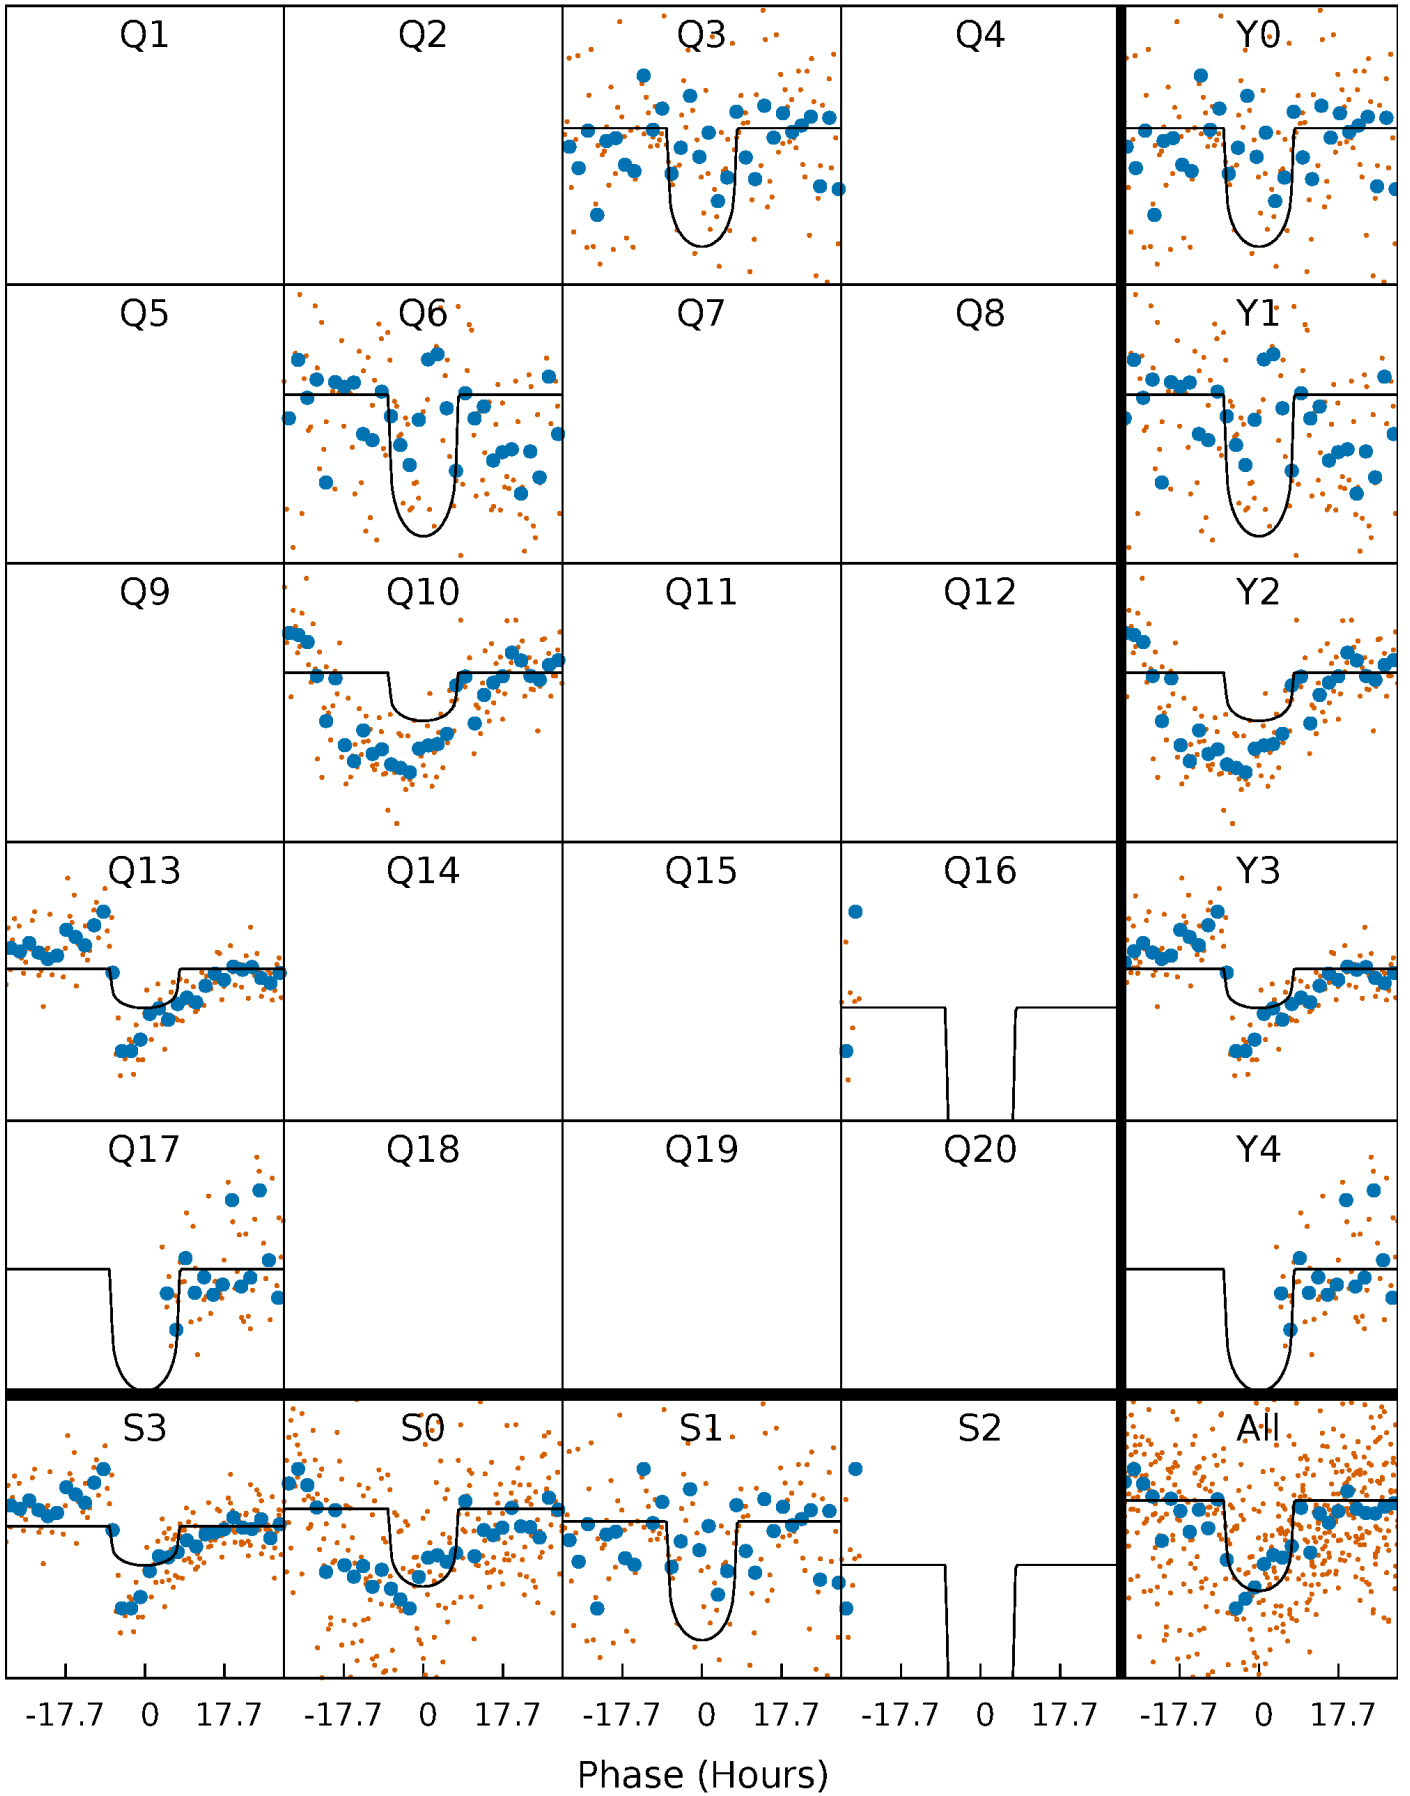 Q1 Q2 Q3 Q4 Y0
Q5 Q6 Q7 Q8 Y1
Q9 Q10 Q11 Q12 Y2
Q13 Q14 Q15 Q16 Y3
Q17 Q18 Q19 Q20 Y4
S3 S0 S1 S2 All
-17.7 0 17.7 -17.7 0 17.7 -17.7 0 17.7 -17.7 0 17.7 -17.7 0 17.7
Phase (Hours)